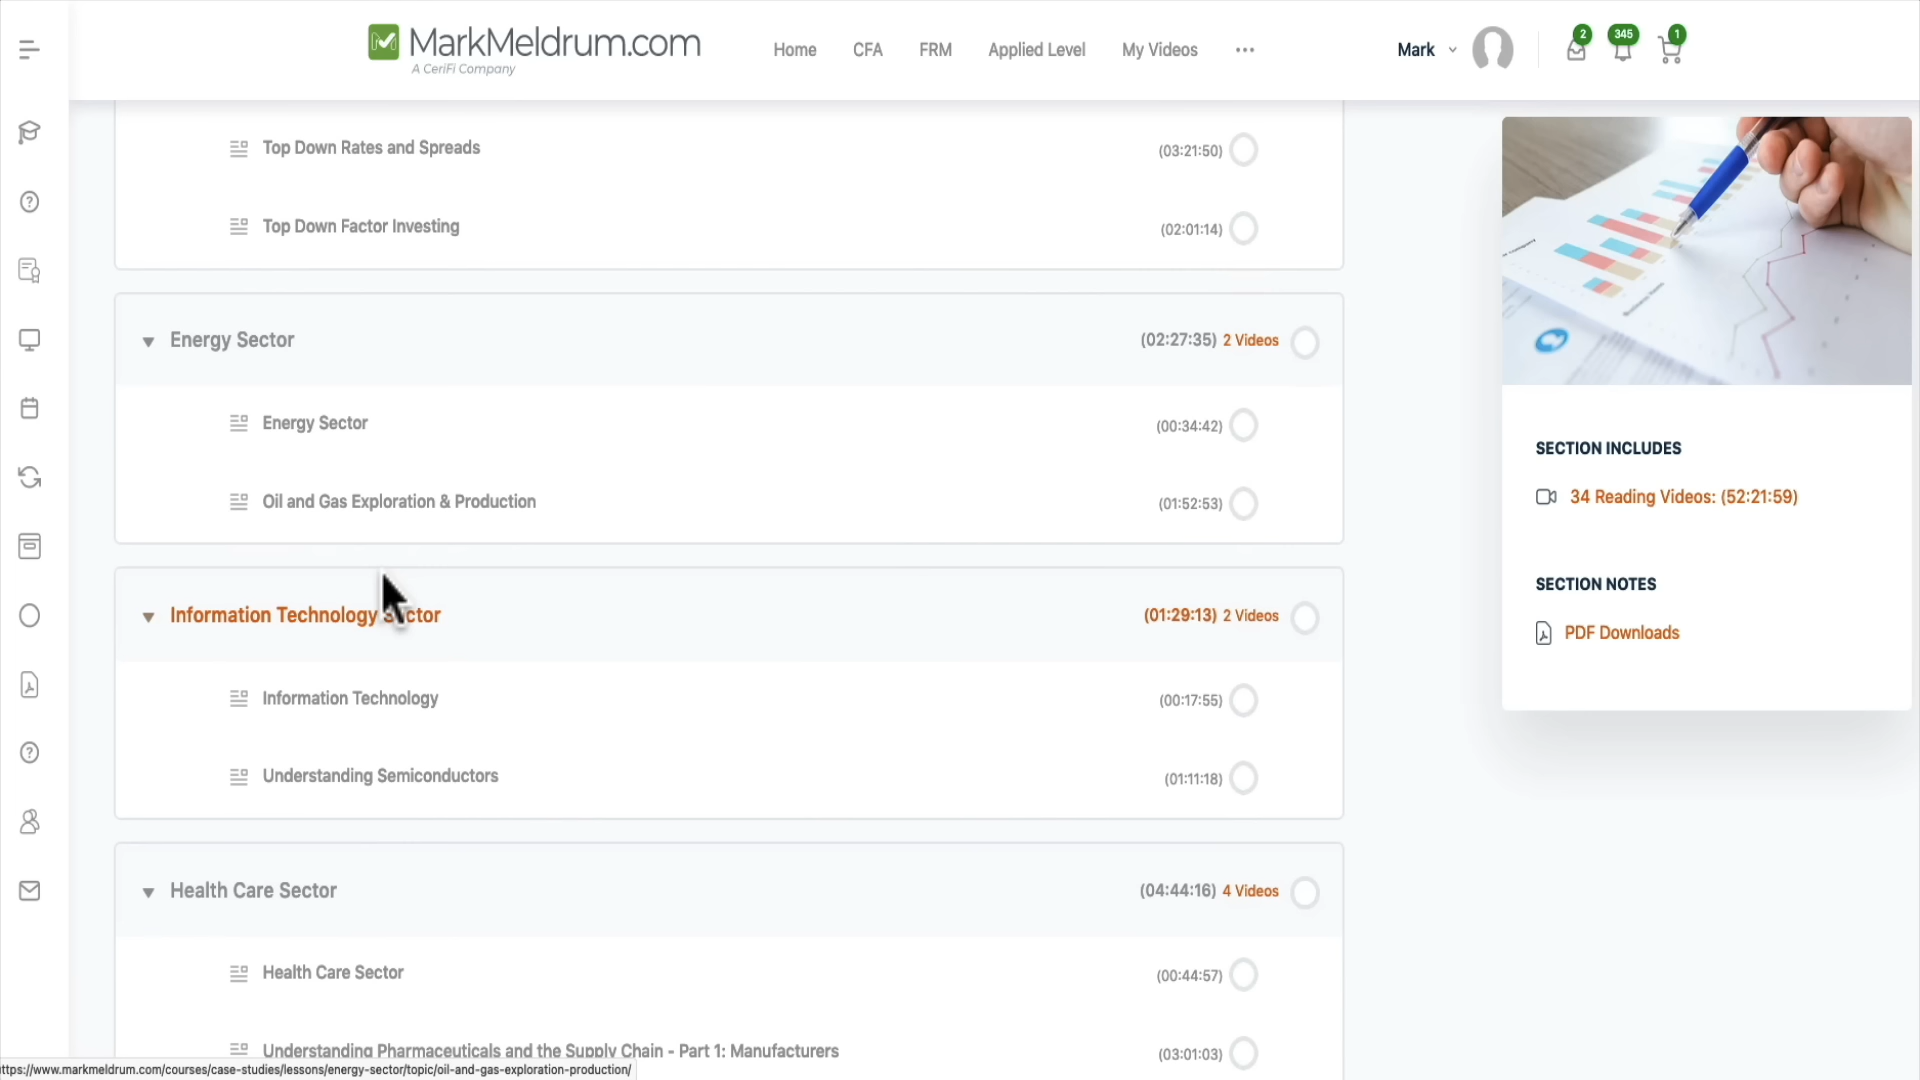 MarkMeldrum.com
A CeriFi Company
Home
CFA
FRM
Applied Level
My Videos
Mark
2
345
1
Top Down Rates and Spreads
(03:21:50)
Top Down Factor Investing
(02:01:14)
Energy Sector
(02:27:35) 2 Videos
Energy Sector
(00:34:42)
Oil and Gas Exploration & Production
(01:52:53)
Information Technology
(01:29:13) 2 Videos
Information Technology
(00:17:55)
Understanding Semiconductors
(01:11:18)
Health Care Sector
(04:44:16) 4 Videos
Health Care Sector
(00:44:57)
Understanding Pharmaceuticals and the Supply Chain - Part 1: Manufacturers
(03:01:03)
SECTION INCLUDES
34 Reading Videos: (52:21:59)
SECTION NOTES
PDF Downloads
ttps://www.markmeldrum.com/courses/case-studies/lessons/energy-sector/topic/oil-and-gas-exploration-production/